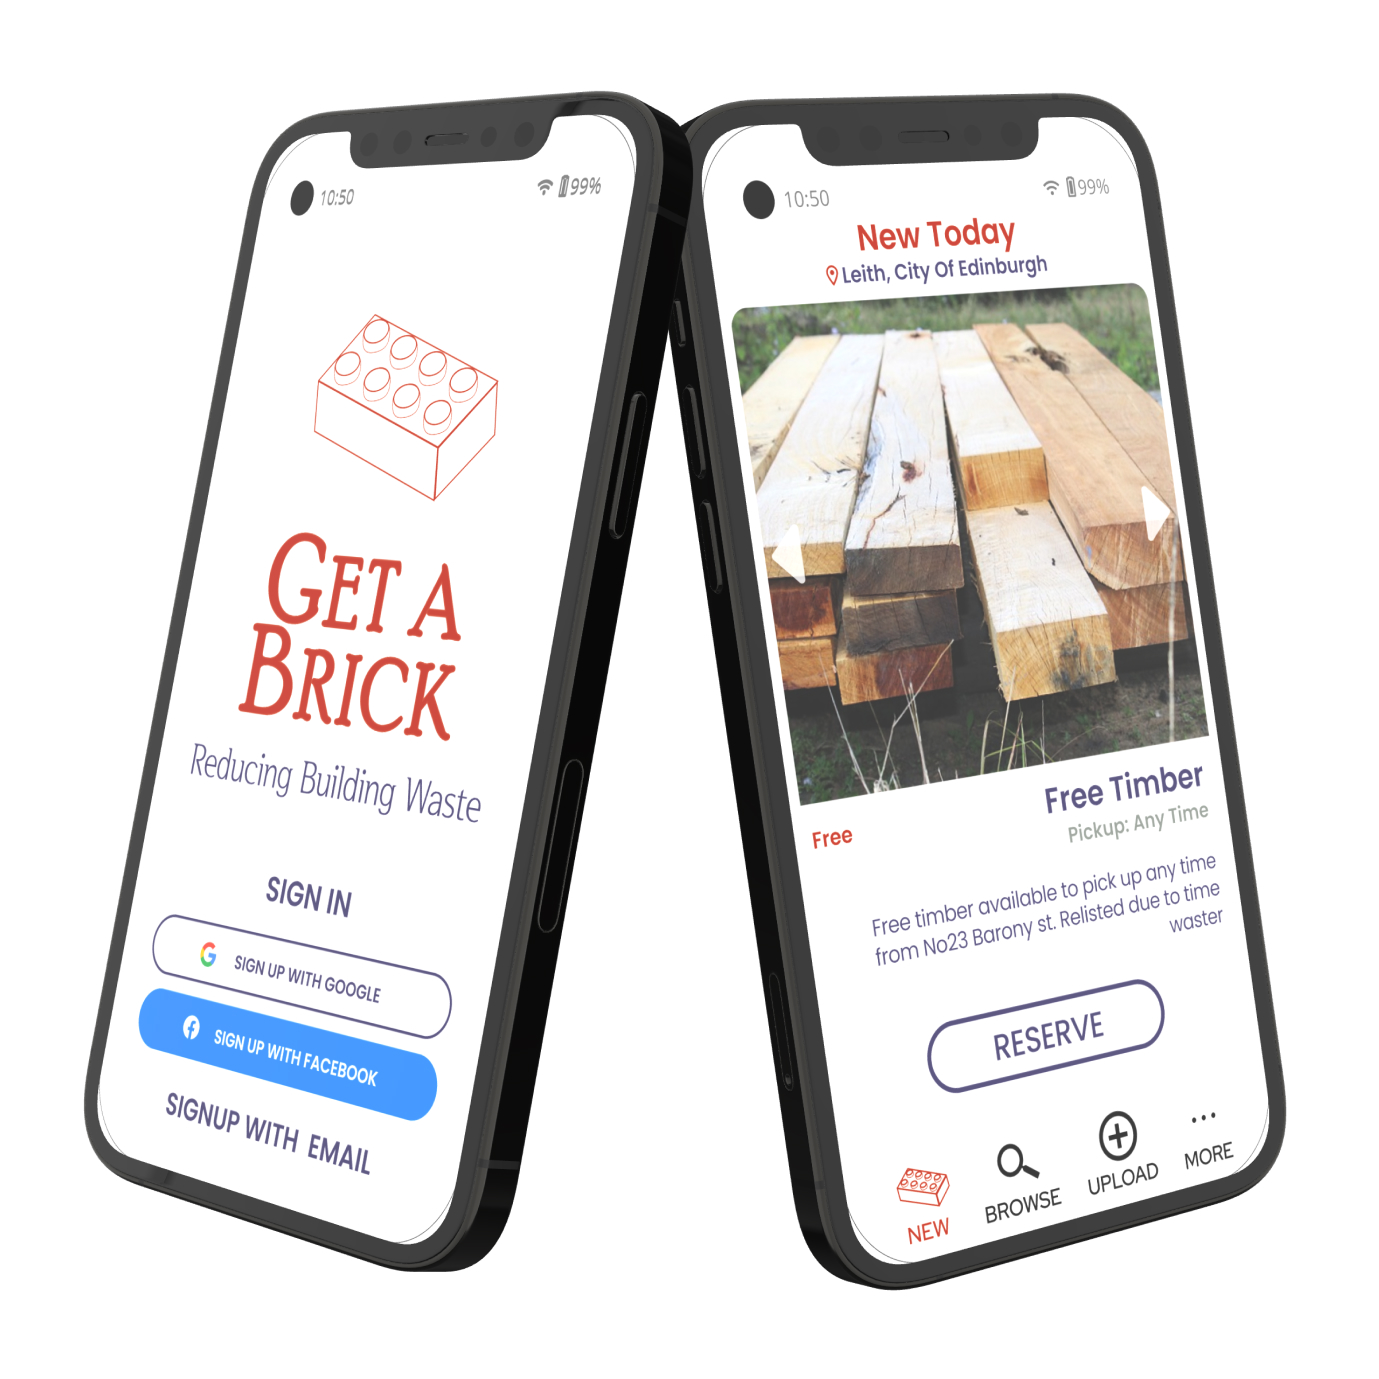 10:50
99%
GET A
BRICK
Reducing Building Waste
SIGN IN
SIGN UP WITH GOOGLE
SIGN UP WITH FACEBOOK
SIGNUP WITH EMAIL
10:50
99%
New Today
Leith, City Of Edinburgh
Free Timber
Free
Pickup: Any Time
Free timber available to pick up any time
from No23 Barony st. Relisted due to time
waster
RESERVE
NEW
BROWSE
UPLOAD
MORE